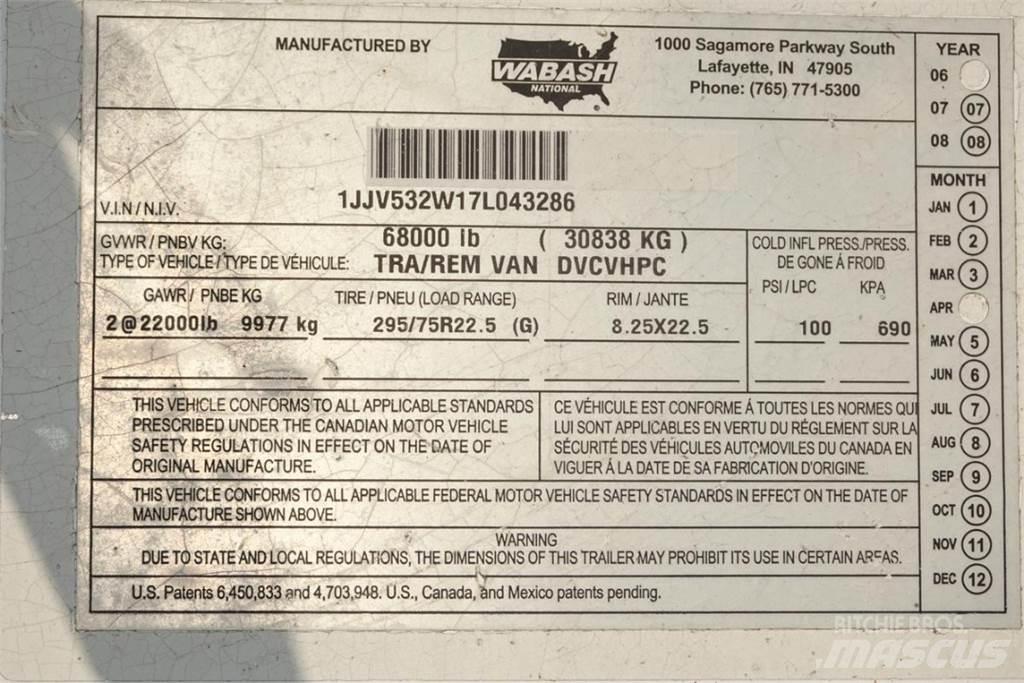 MANUFACTURED BY
WABASH
NATIONAL
1000 Sagamore Parkway South
Lafayette, IN 47905
Phone: (765) 771-5300
1JJV532W17L043286
V.I.N / N.I.V.
GVWR / PNBV KG: 68000 lb ( 30838 KG )
TYPE OF VEHICLE / TYPE DE VÉHICULE: TRA/REM VAN DVCVHPC
COLD INFL PRESS./PRESS.
DE GONE Á FROID
PSI / LPC KPA
GAWR / PNBE KG TIRE / PNEU (LOAD RANGE) RIM / JANTE
2@22000lb 9977 kg 295/75R22.5 (G) 8.25X22.5 100 690
THIS VEHICLE CONFORMS TO ALL APPLICABLE STANDARDS
PRESCRIBED UNDER THE CANADIAN MOTOR VEHICLE
SAFETY REGULATIONS IN EFFECT ON THE DATE OF
ORIGINAL MANUFACTURE.
CE VÉHICULE EST CONFORME Á TOUTES LES NORMES QUI
LUI SONT APPLICABLES EN VERTU DU RÉGLEMENT SUR LA
SÉCURITÉ DES VÉHICULES AUTOMOVILES DU CANADA EN
VIGUER Á LA DATE DE SA FABRICATION D'ORIGINE.
THIS VEHICLE CONFORMS TO ALL APPLICABLE FEDERAL MOTOR VEHICLE SAFETY STANDARDS IN EFFECT ON THE DATE OF
MANUFACTURE SHOWN ABOVE.
WARNING
DUE TO STATE AND LOCAL REGULATIONS, THE DIMENSIONS OF THIS TRAILER MAY PROHIBIT ITS USE IN CERTAIN AREAS.
U.S. Patents 6,450,833 and 4,703,948. U.S., Canada, and Mexico patents pending.
YEAR
06
07 07
08 08
MONTH
JAN 1
FEB 2
MAR 3
APR
MAY 5
JUN 6
JUL 7
AUG 8
SEP 9
OCT 10
NOV 11
DEC 12
RITCHIE BROS.
MASCUS